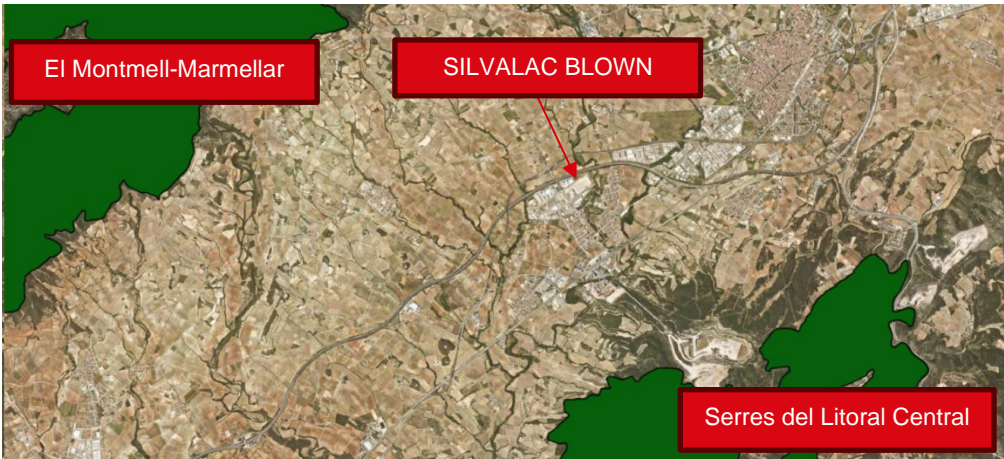 El Montmell-Marmellar
SILVALAC BLOWN
Serres del Litoral Central